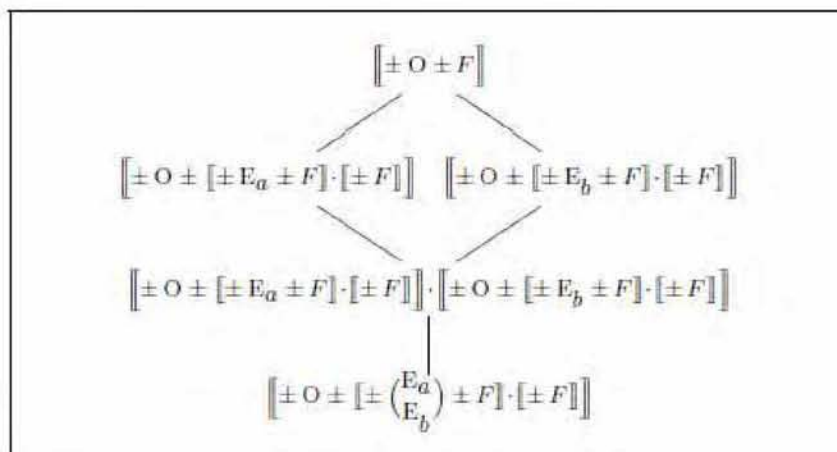 ⟦± O ± F⟧
⟦± O ± ⟦± E_a ± F⟧·⟦± F⟧⟧ ⟦± O ± ⟦± E_b ± F⟧·⟦± F⟧⟧
⟦± O ± ⟦± E_a ± F⟧·⟦± F⟧⟧·⟦± O ± ⟦± E_b ± F⟧·⟦± F⟧⟧
⟦± O ± ⟦± (E_a E_b) ± F⟧·⟦± F⟧⟧